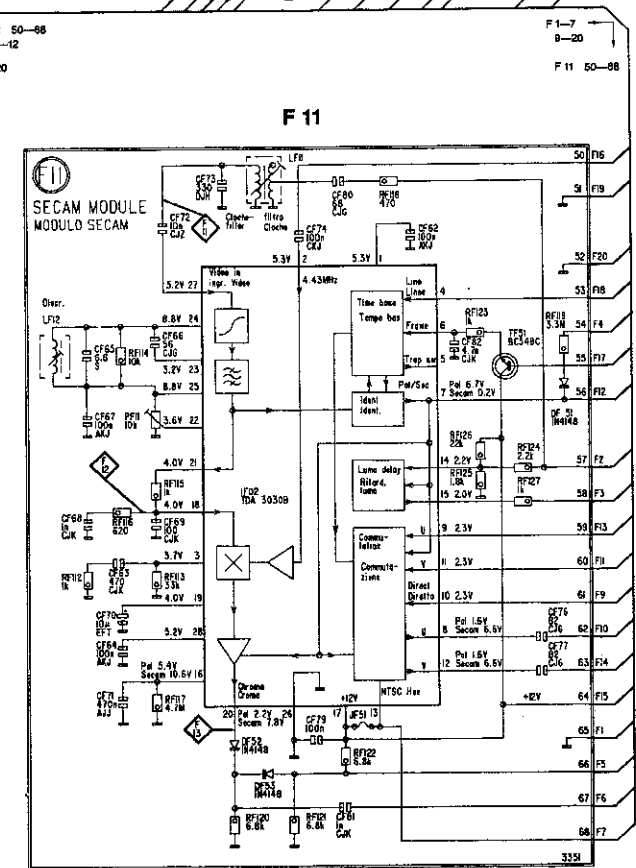 50—88
—12
20
F 1—7
8—20
F 11 50—88
F 11
F11
SECAM MODULE
MODULO SECAM
CF73
330
DJH
LF11
CF72
10n
CJZ
Cloche-
filter
filtro
Cloche
CF74
100n
CKJ
CF80
68
CJG
RF118
470
CF62
100n
AKJ
5.3V 2
5.3V 1
50 F16
51 F19
52 F20
53 F18
54 F4
55 F17
56 F12
57 F2
58 F3
59 F13
60 F11
61 F9
62 F10
63 F14
64 F15
65 F1
66 F5
67 F6
68 F7
Video in
ingr. Video
5.2V 27
4.43MHz
Line
Linea 4
Time base
Tempo base
Frame 6
RF123
1k
CF82
4.7n
CJK
TF51
BC548C
RF119
3.3M
DF 51
1N4148
5
Pal/Sec
Ident
Ident.
Pal 6.7V
7 Secam 0.2V
Discr.
LF12
CF65
RF114
10k
CF66
56
CJG
8.8V 24
3.2V 23
8.8V 25
3.6V 22
CF67
100n
AKJ
PF11
10k
F
12
4.0V 21
RF115
1k
4.0V 18
CF68
1n
CJK
RF116
620
CF69
100
CJK
IF02
TDA 3030B
RF126
22k
14 2.2V
RF125
1.8k
RF124
2.2k
15 2.0V
RF127
1k
Lume delay
Ritard.
lume
3.7V 3
RF112
1k
CF63
470
CJK
RF113
33k
4.0V 19
CF70
10µ
EFT
5.2V 28
CF64
100n
AKJ
Pal 5.4V
Secam 10.6V 16
CF71
470n
AJJ
RF117
4.7M
Commu-
tation
Commuta-
zione
U 9 2.3V
V 11 2.3V
Direct
Diretto 10 2.3V
Pal 1.6V
U 8 Secam 6.6V
Pal 1.6V
V 12 Secam 6.6V
CF76
82
CJG
CF77
82
CJG
NTSC Hue
Chroma
Croma
20 Pal 2.2V
Secam 7.8V
26
+12V
17
13
+12V
CF79
100n
JF51
F
13
DF52
1N4148
RF122
6.8k
DF53
1N4148
RF120
6.8k
RF121
6.8k
CF81
1n
CJK
3351